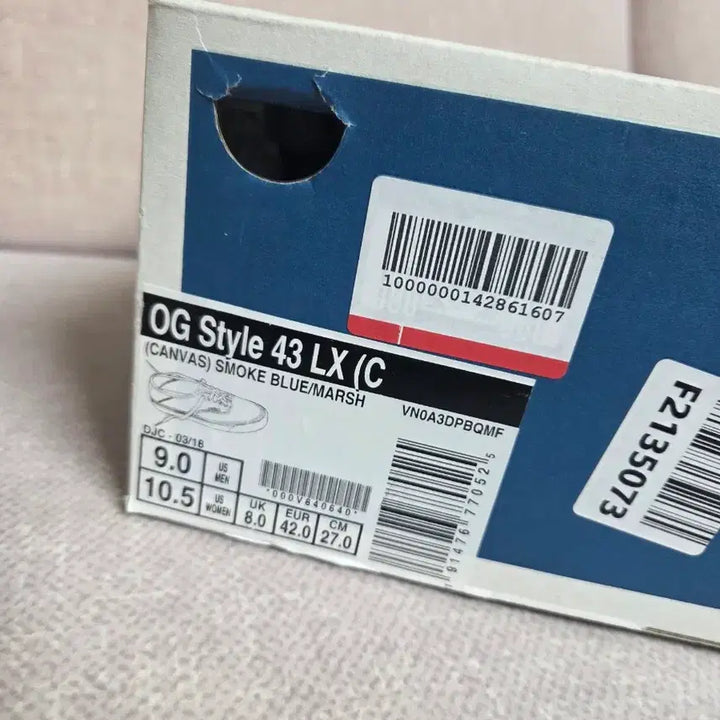 1000000142861607
OG Style 43 LX (C
(CANVAS) SMOKE BLUE/MARSH
VN0A3DPBQMF
DJC - 03/18
9.0 US MEN
10.5 US WOMEN
UK 8.0
EUR 42.0
CM 27.0
*000V840640*
F2135073